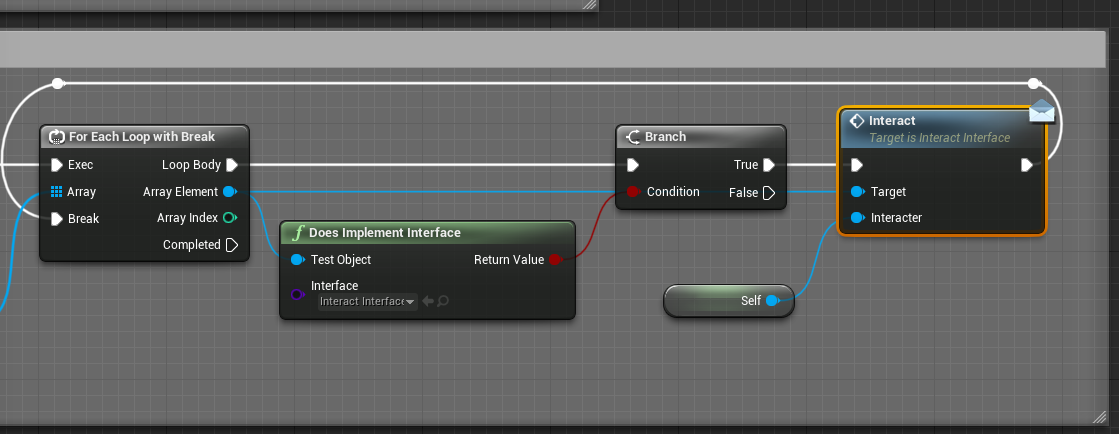 For Each Loop with Break
Exec
Loop Body
Array
Array Element
Break
Array Index
Completed
Does Implement Interface
Test Object
Return Value
Interface
Interact Interface
Branch
True
Condition
False
Self
Interact
Target is Interact Interface
Target
Interacter